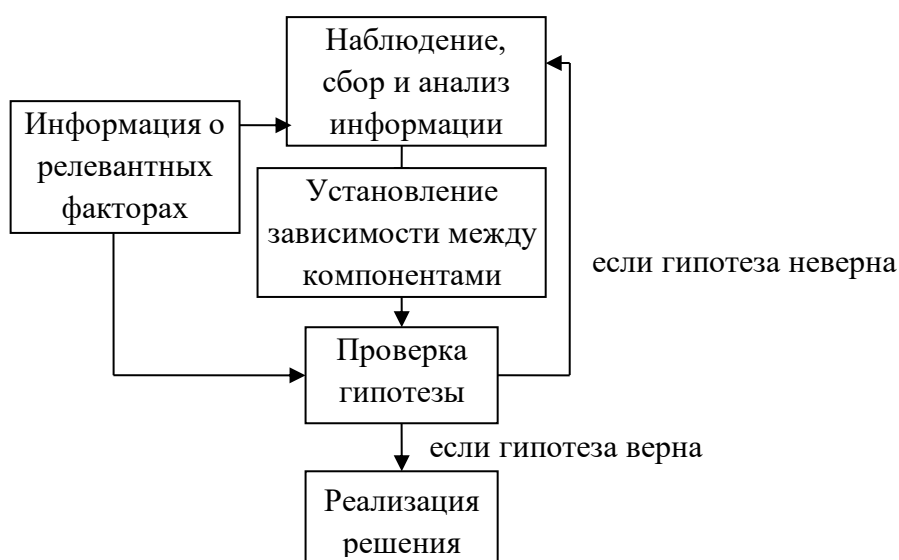 Наблюдение,
сбор и анализ
информации
Информация о
релевантных
факторах
Установление
зависимости между
компонентами
если гипотеза неверна
Проверка
гипотезы
если гипотеза верна
Реализация
решения